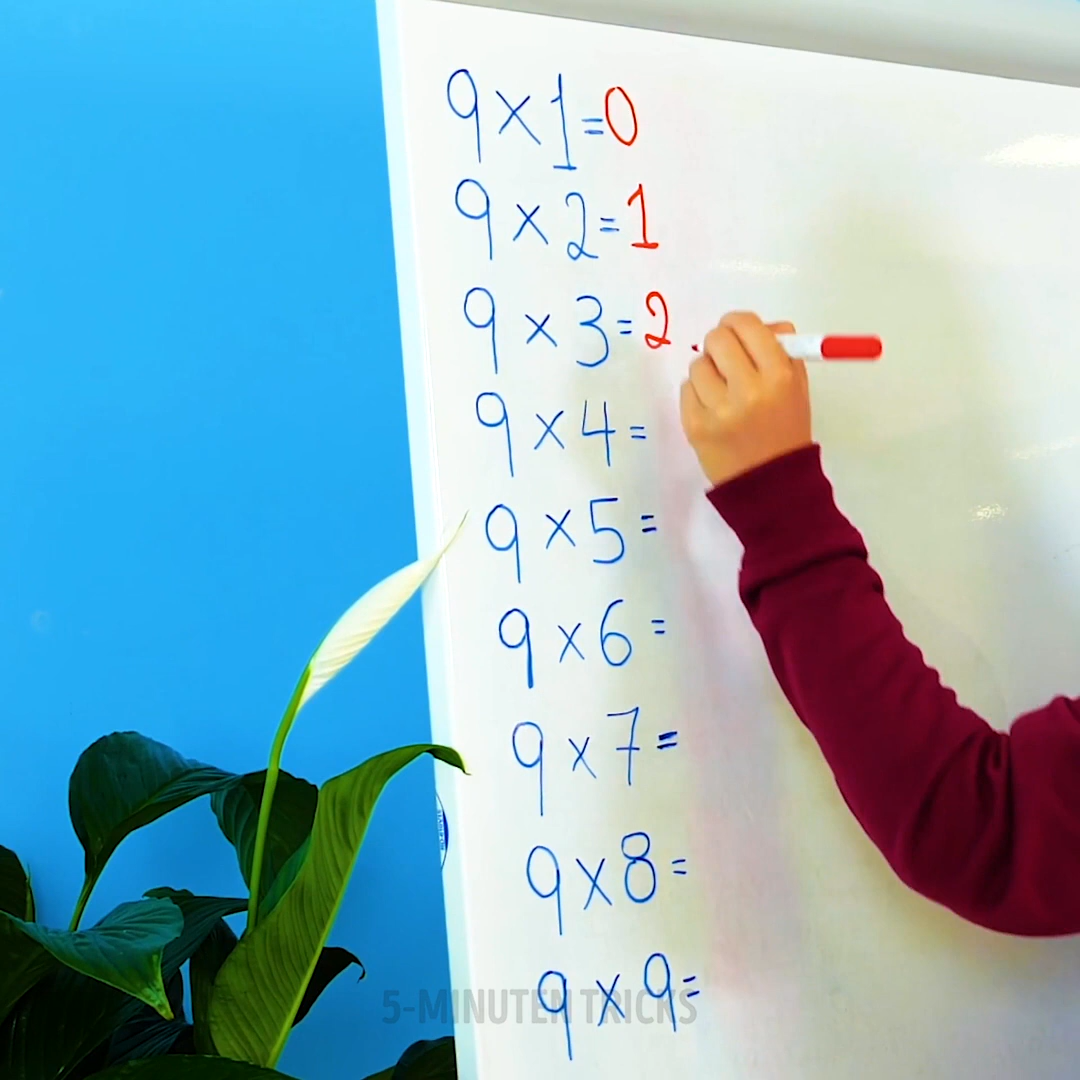 9 x 1 = 0
9 x 2 = 1
9 x 3 = 2
9 x 4 =
9 x 5 =
9 x 6 =
9 x 7 =
9 x 8 =
9 x 9 =
5-MINUTEN TRICKS